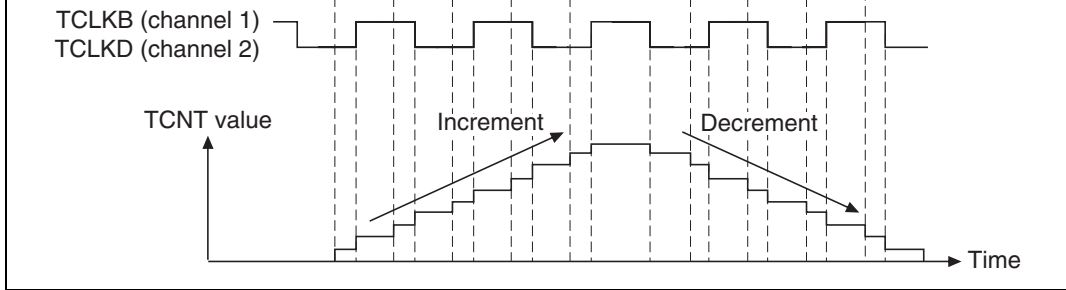 TCLKB (channel 1)
TCLKD (channel 2)
TCNT value
Increment
Decrement
Time